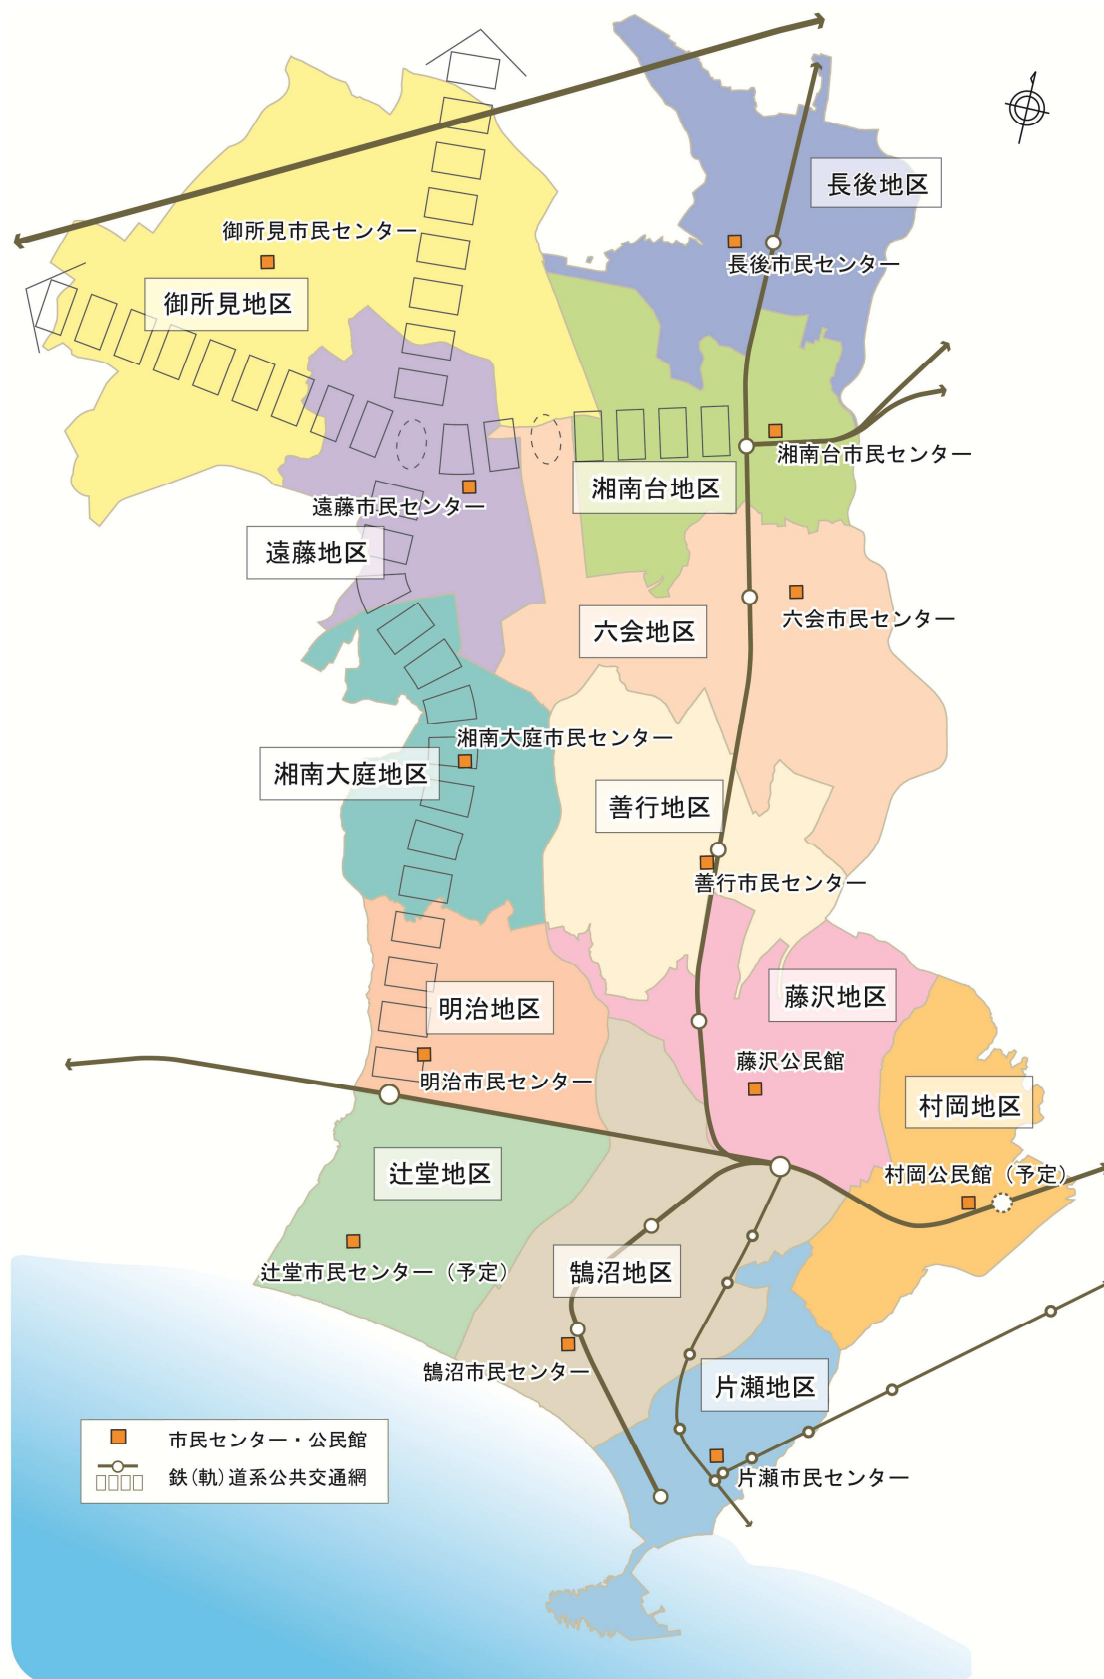 長後地区
御所見市民センター
長後市民センター
御所見地区
湘南台市民センター
湘南台地区
遠藤市民センター
遠藤地区
六会市民センター
六会地区
湘南大庭市民センター
湘南大庭地区
善行地区
善行市民センター
藤沢地区
明治地区
藤沢公民館
明治市民センター
村岡地区
辻堂地区
村岡公民館（予定）
辻堂市民センター（予定）
鵠沼地区
鵠沼市民センター
片瀬地区
市民センター・公民館
片瀬市民センター
鉄(軌)道系公共交通網